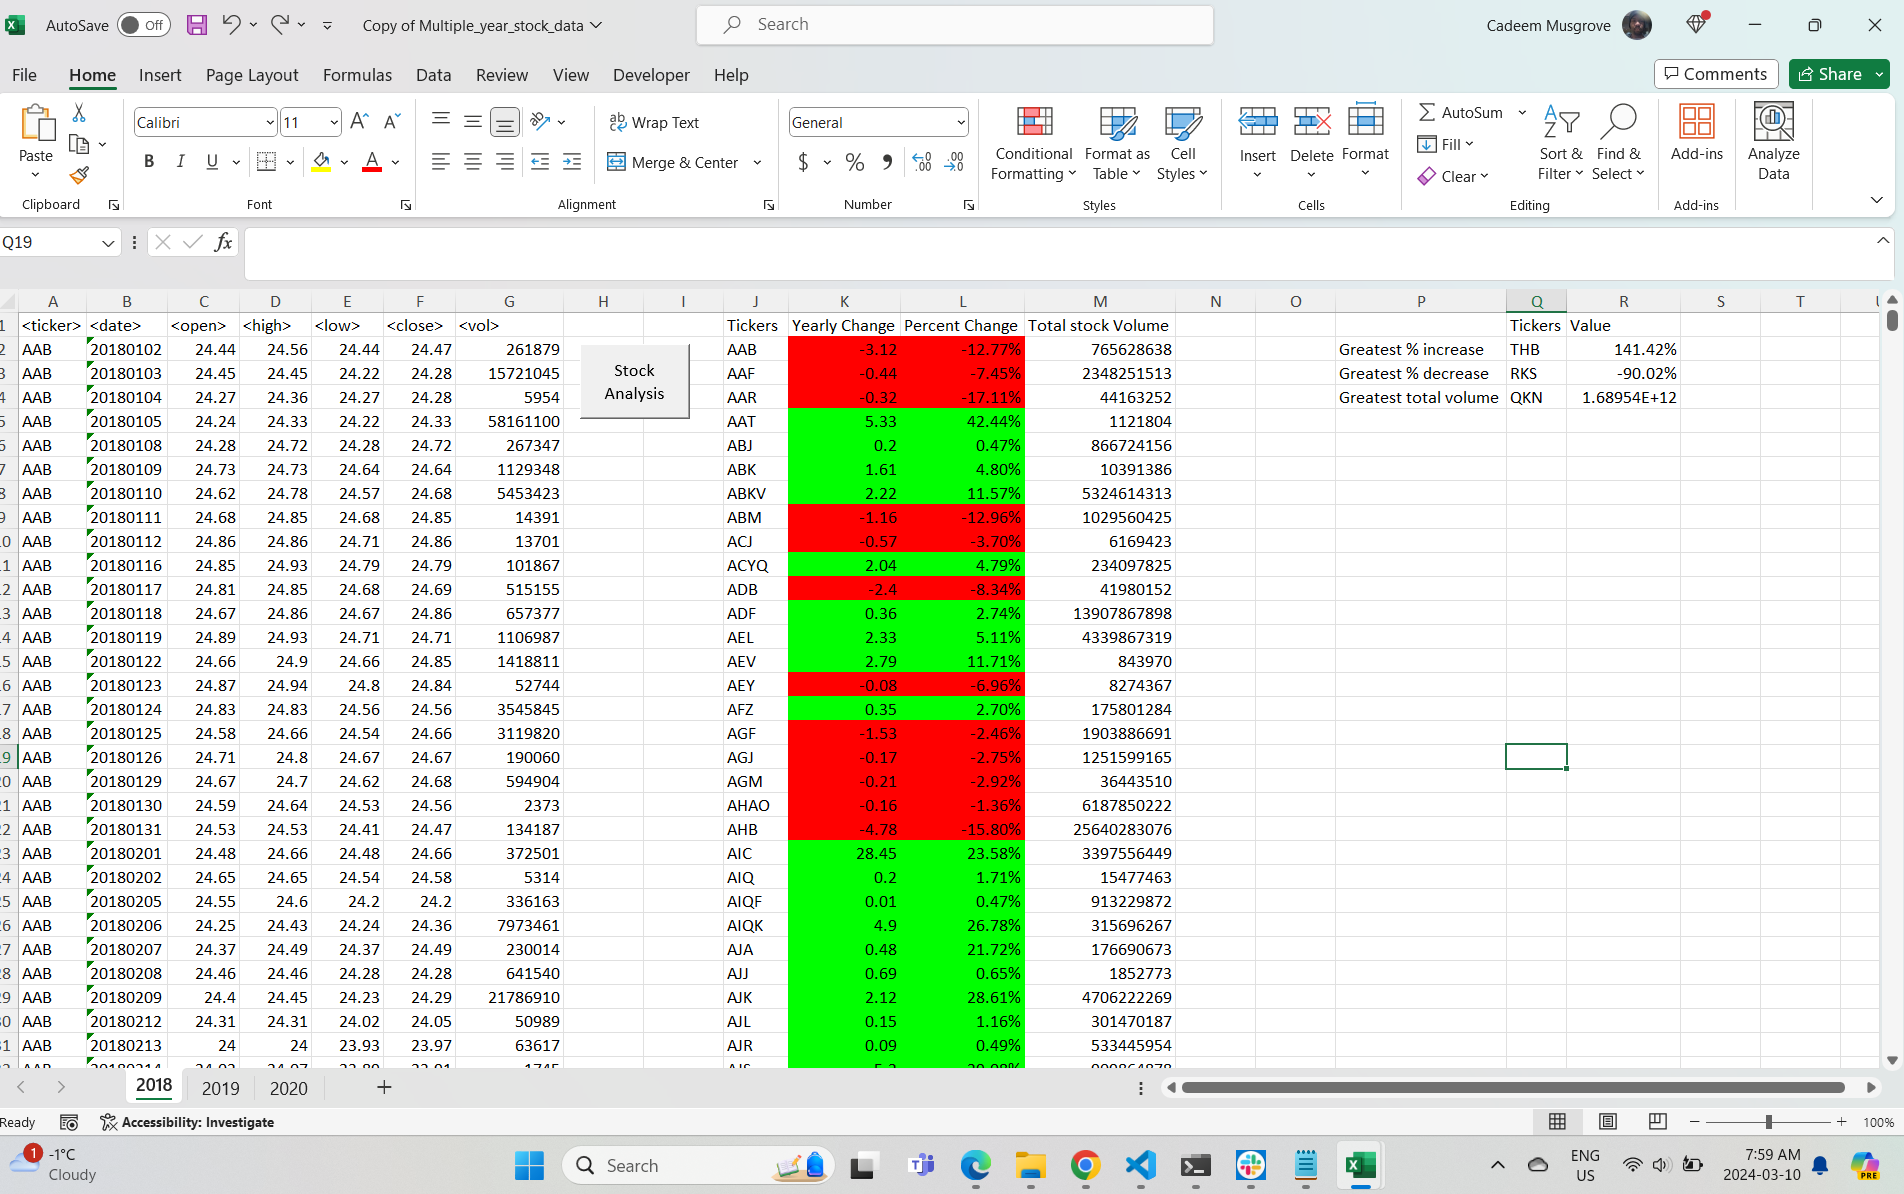 AutoSave Off Copy of Multiple_year_stock_data Search Cadeem Musgrove
File Home Insert Page Layout Formulas Data Review View Developer Help Comments Share
Paste Calibri 11 Wrap Text General Conditional Formatting Format as Table Cell Styles Insert Delete Format AutoSum Fill Clear Sort & Filter Find & Select Add-ins Analyze Data
B I U A Merge & Center $ %
Clipboard Font Alignment Number Styles Cells Editing Add-ins
Q19 fx
A B C D E F G H I J K L M N O P Q R S T
1 <ticker> <date> <open> <high> <low> <close> <vol> Tickers Yearly Change Percent Change Total stock Volume Tickers Value
AAB 20180102 24.44 24.56 24.44 24.47 261879 AAB -3.12 -12.77% 765628638 Greatest % increase THB 141.42%
AAB 20180103 24.45 24.45 24.22 24.28 15721045 Stock AAF -0.44 -7.45% 2348251513 Greatest % decrease RKS -90.02%
AAB 20180104 24.27 24.36 24.27 24.28 5954 Analysis AAR -0.32 -17.11% 44163252 Greatest total volume QKN 1.68954E+12
AAB 20180105 24.24 24.33 24.22 24.33 58161100 AAT 5.33 42.44% 1121804
AAB 20180108 24.28 24.72 24.28 24.72 267347 ABJ 0.2 0.47% 866724156
AAB 20180109 24.73 24.73 24.64 24.64 1129348 ABK 1.61 4.80% 10391386
AAB 20180110 24.62 24.78 24.57 24.68 5453423 ABKV 2.22 11.57% 5324614313
AAB 20180111 24.68 24.85 24.68 24.85 14391 ABM -1.16 -12.96% 1029560425
AAB 20180112 24.86 24.86 24.71 24.86 13701 ACJ -0.57 -3.70% 6169423
AAB 20180116 24.85 24.93 24.79 24.79 101867 ACYQ 2.04 4.79% 234097825
AAB 20180117 24.81 24.85 24.68 24.69 515155 ADB -2.4 -8.34% 41980152
AAB 20180118 24.67 24.86 24.67 24.86 657377 ADF 0.36 2.74% 13907867898
AAB 20180119 24.89 24.93 24.71 24.71 1106987 AEL 2.33 5.11% 4339867319
AAB 20180122 24.66 24.9 24.66 24.85 1418811 AEV 2.79 11.71% 843970
AAB 20180123 24.87 24.94 24.8 24.84 52744 AEY -0.08 -6.96% 8274367
AAB 20180124 24.83 24.83 24.56 24.56 3545845 AFZ 0.35 2.70% 175801284
AAB 20180125 24.58 24.66 24.54 24.66 3119820 AGF -1.53 -2.46% 1903886691
AAB 20180126 24.71 24.8 24.67 24.67 190060 AGJ -0.17 -2.75% 1251599165
AAB 20180129 24.67 24.7 24.62 24.68 594904 AGM -0.21 -2.92% 36443510
AAB 20180130 24.59 24.64 24.53 24.56 2373 AHAO -0.16 -1.36% 6187850222
AAB 20180131 24.53 24.53 24.41 24.47 134187 AHB -4.78 -15.80% 25640283076
AAB 20180201 24.48 24.66 24.48 24.66 372501 AIC 28.45 23.58% 3397556449
AAB 20180202 24.65 24.65 24.54 24.58 5314 AIQ 0.2 1.71% 15477463
AAB 20180205 24.55 24.6 24.2 24.2 336163 AIQF 0.01 0.47% 913229872
AAB 20180206 24.25 24.43 24.24 24.36 7973461 AIQK 4.9 26.78% 315696267
AAB 20180207 24.37 24.49 24.37 24.49 230014 AJA 0.48 21.72% 176690673
AAB 20180208 24.46 24.46 24.28 24.28 641540 AJJ 0.69 0.65% 1852773
AAB 20180209 24.4 24.45 24.23 24.29 21786910 AJK 2.12 28.61% 4706222269
AAB 20180212 24.31 24.31 24.02 24.05 50989 AJL 0.15 1.16% 301470187
AAB 20180213 24 24 23.93 23.97 63617 AJR 0.09 0.49% 533445954
2018 2019 2020
Ready Accessibility: Investigate 100%
1 -1°C Cloudy Search ENG US 7:59 AM 2024-03-10 PRE